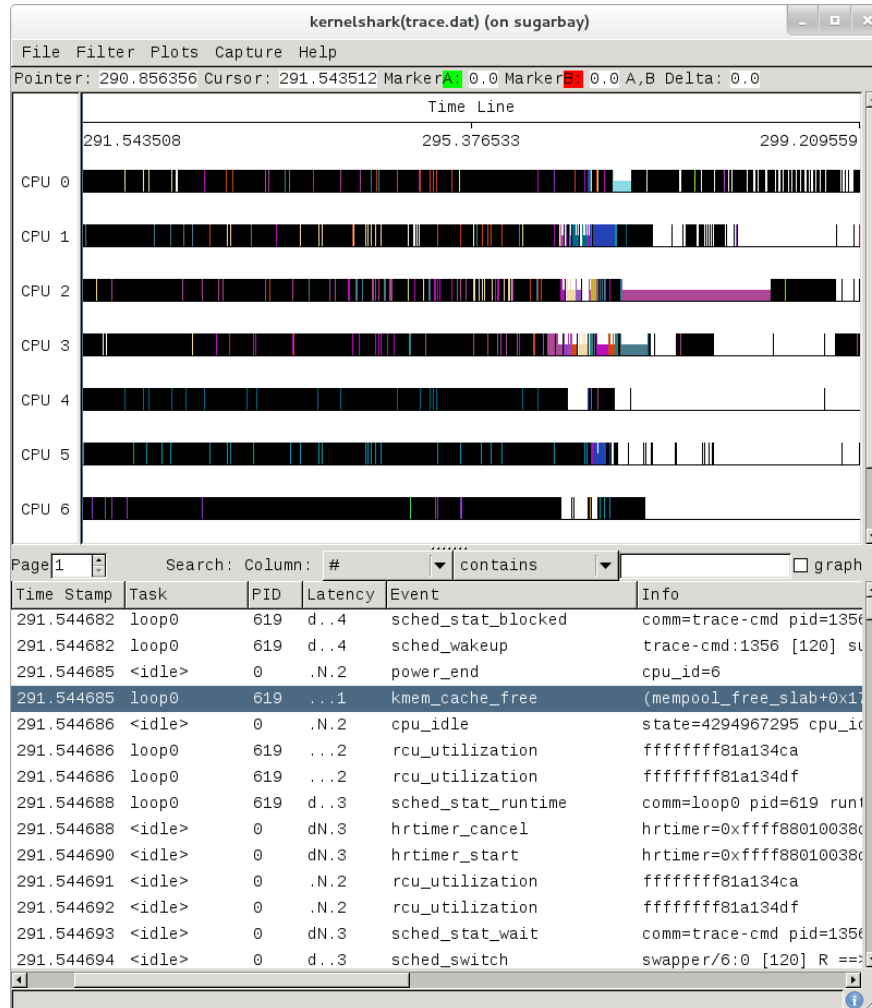 kernelshark(trace.dat) (on sugarbay)
File Filter Plots Capture Help
Pointer: 290.856356 Cursor: 291.543512 MarkerA: 0.0 MarkerB: 0.0 A,B Delta: 0.0
Time Line
291.543508 295.376533 299.209559
CPU 0
CPU 1
CPU 2
CPU 3
CPU 4
CPU 5
CPU 6
Page 1 Search: Column: # contains graph
Time Stamp Task PID Latency Event Info
291.544682 loop0 619 d..4 sched_stat_blocked comm=trace-cmd pid=1356
291.544682 loop0 619 d..4 sched_wakeup trace-cmd:1356 [120] su
291.544685 <idle> 0 .N.2 power_end cpu_id=6
291.544685 loop0 619 ...1 kmem_cache_free (mempool_free_slab+0x17
291.544686 <idle> 0 .N.2 cpu_idle state=4294967295 cpu_id
291.544686 loop0 619 ...2 rcu_utilization ffffffff81a134ca
291.544686 loop0 619 ...2 rcu_utilization ffffffff81a134df
291.544688 loop0 619 d..3 sched_stat_runtime comm=loop0 pid=619 runt
291.544688 <idle> 0 dN.3 hrtimer_cancel hrtimer=0xffff88010038c
291.544690 <idle> 0 dN.3 hrtimer_start hrtimer=0xffff88010038c
291.544691 <idle> 0 .N.2 rcu_utilization ffffffff81a134ca
291.544692 <idle> 0 .N.2 rcu_utilization ffffffff81a134df
291.544693 <idle> 0 dN.3 sched_stat_wait comm=trace-cmd pid=1356
291.544694 <idle> 0 d..3 sched_switch swapper/6:0 [120] R ==>